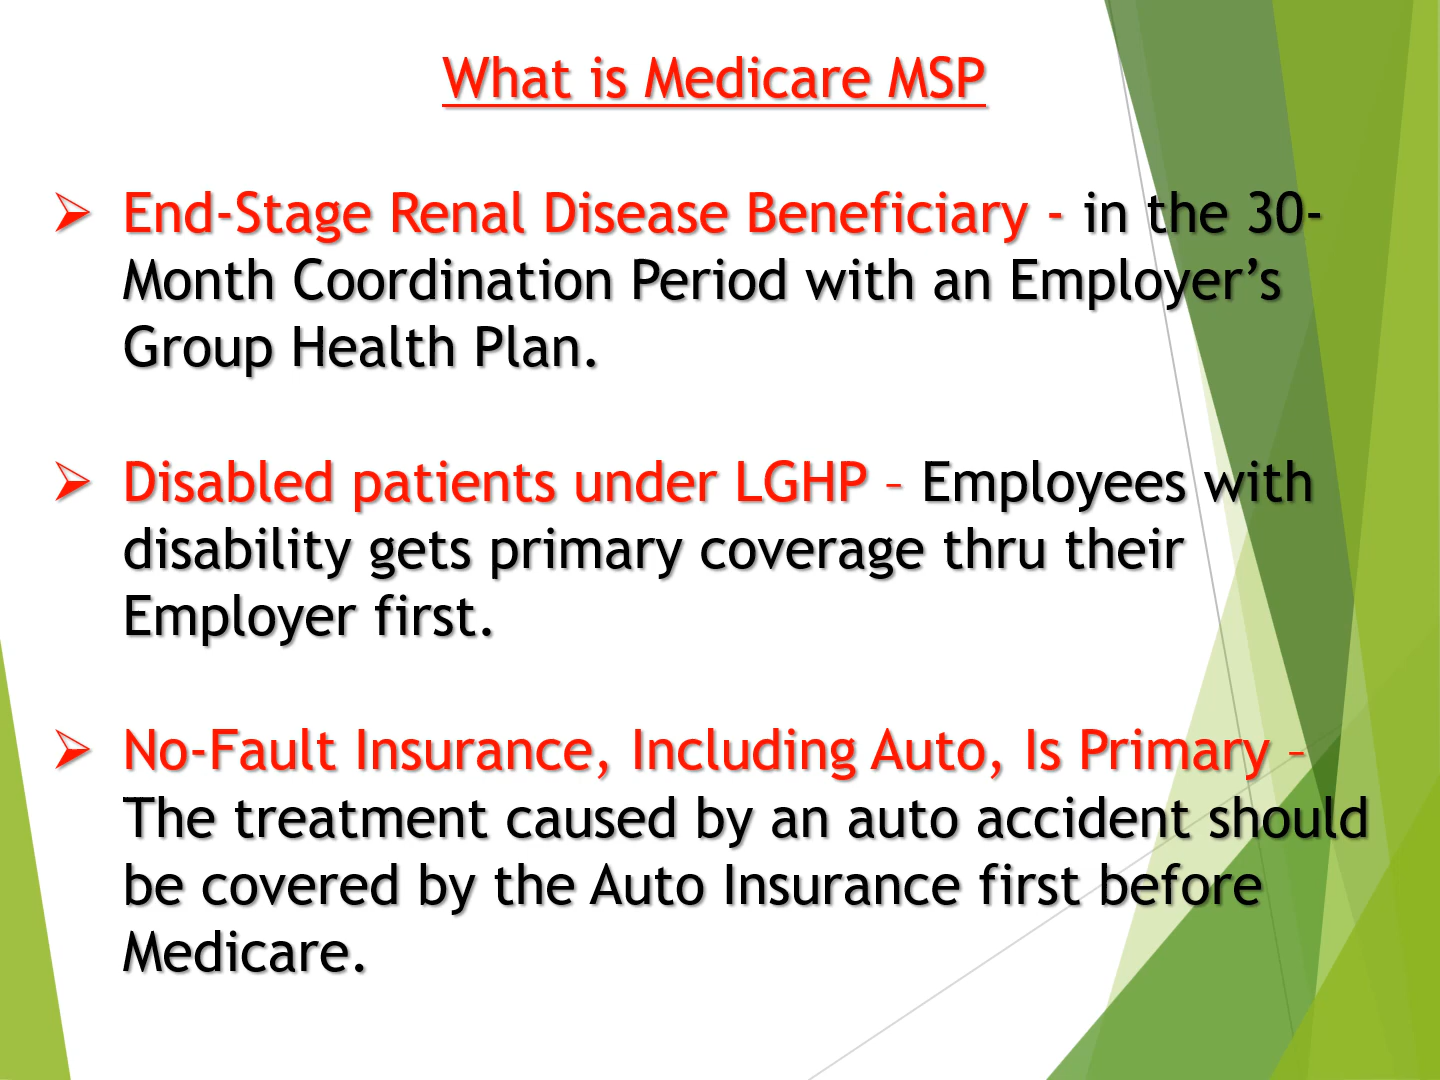 What is Medicare MSP
➢ End-Stage Renal Disease Beneficiary - in the 30-
Month Coordination Period with an Employer’s
Group Health Plan.
➢ Disabled patients under LGHP – Employees with
disability gets primary coverage thru their
Employer first.
➢ No-Fault Insurance, Including Auto, Is Primary –
The treatment caused by an auto accident should
be covered by the Auto Insurance first before
Medicare.